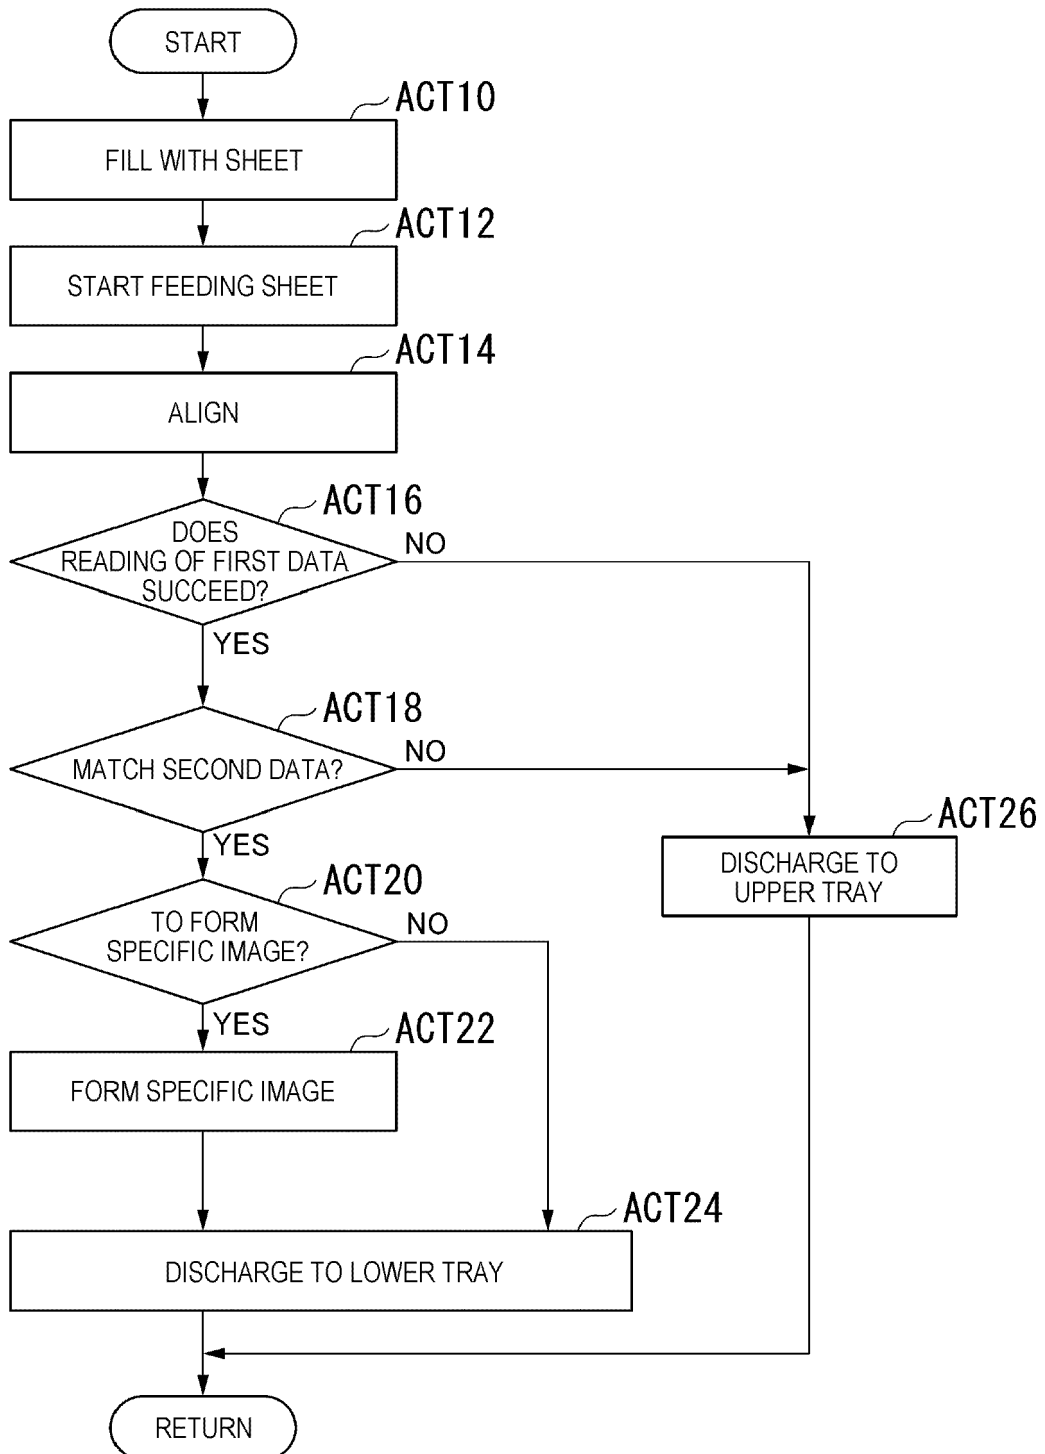 START
ACT10
FILL WITH SHEET
ACT12
START FEEDING SHEET
ACT14
ALIGN
ACT16
DOES
READING OF FIRST DATA
SUCCEED?
NO
YES
ACT18
MATCH SECOND DATA?
NO
YES
ACT26
DISCHARGE TO
UPPER TRAY
ACT20
TO FORM
SPECIFIC IMAGE?
NO
YES
ACT22
FORM SPECIFIC IMAGE
ACT24
DISCHARGE TO LOWER TRAY
RETURN